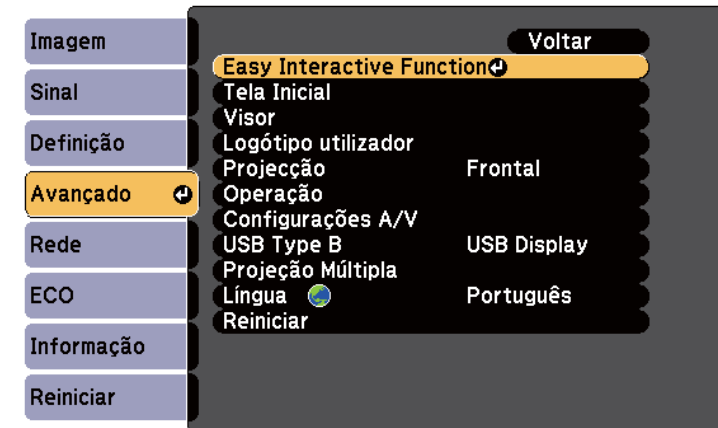 Imagem
Sinal
Definição
Avançado
Rede
ECO
Informação
Reiniciar
Voltar
Easy Interactive Function
Tela Inicial
Visor
Logótipo utilizador
Projecção Frontal
Operação
Configurações A/V
USB Type B USB Display
Projeção Múltipla
Língua Português
Reiniciar